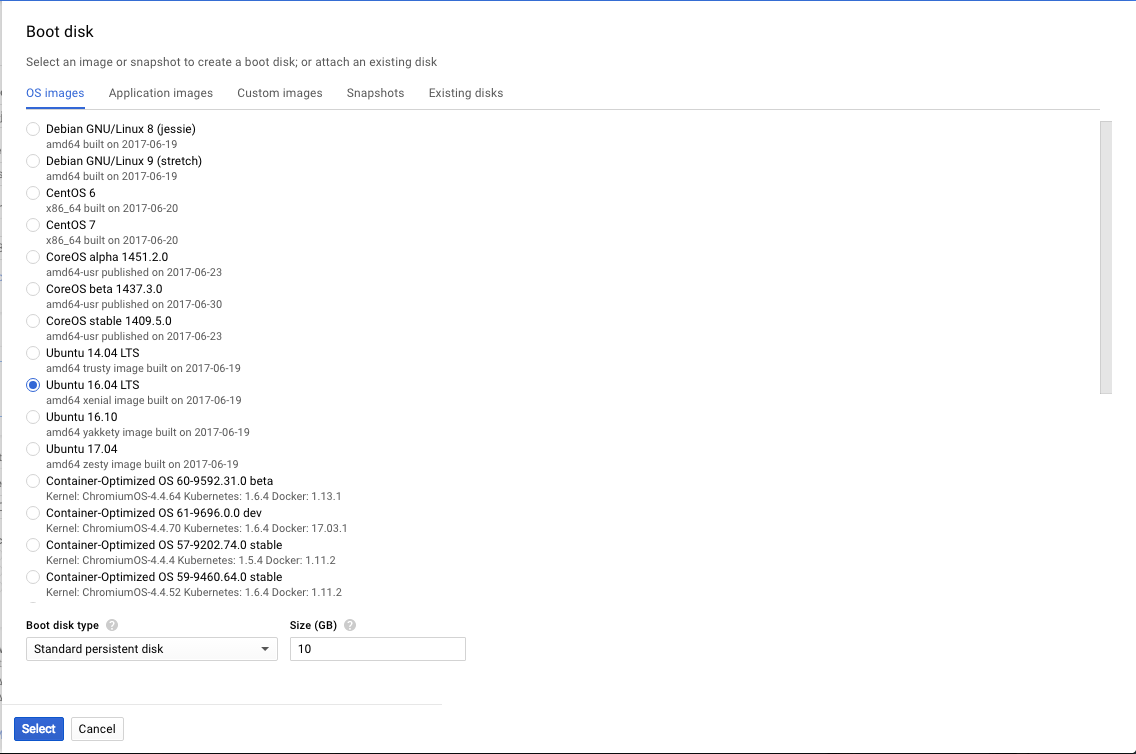 Boot disk
Select an image or snapshot to create a boot disk; or attach an existing disk
OS images Application images Custom images Snapshots Existing disks
Debian GNU/Linux 8 (jessie)
amd64 built on 2017-06-19
Debian GNU/Linux 9 (stretch)
amd64 built on 2017-06-19
CentOS 6
x86_64 built on 2017-06-20
CentOS 7
x86_64 built on 2017-06-20
CoreOS alpha 1451.2.0
amd64-usr published on 2017-06-23
CoreOS beta 1437.3.0
amd64-usr published on 2017-06-30
CoreOS stable 1409.5.0
amd64-usr published on 2017-06-23
Ubuntu 14.04 LTS
amd64 trusty image built on 2017-06-19
Ubuntu 16.04 LTS
amd64 xenial image built on 2017-06-19
Ubuntu 16.10
amd64 yakkety image built on 2017-06-19
Ubuntu 17.04
amd64 zesty image built on 2017-06-19
Container-Optimized OS 60-9592.31.0 beta
Kernel: ChromiumOS-4.4.64 Kubernetes: 1.6.4 Docker: 1.13.1
Container-Optimized OS 61-9696.0.0 dev
Kernel: ChromiumOS-4.4.70 Kubernetes: 1.6.4 Docker: 17.03.1
Container-Optimized OS 57-9202.74.0 stable
Kernel: ChromiumOS-4.4.4 Kubernetes: 1.5.4 Docker: 1.11.2
Container-Optimized OS 59-9460.64.0 stable
Kernel: ChromiumOS-4.4.52 Kubernetes: 1.6.4 Docker: 1.11.2
Boot disk type ? Size (GB) ?
Standard persistent disk 10
Select Cancel